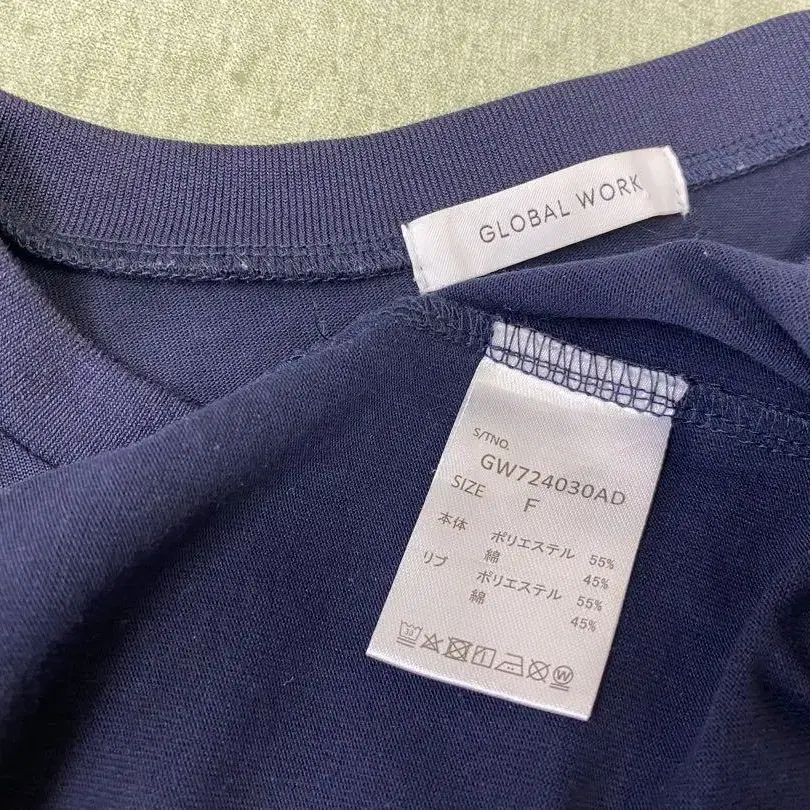 GLOBAL WORK
S/TNO.
GW724030AD
SIZE F
本体 ポリエステル 55%
綿 45%
リブ ポリエステル 55%
綿 45%
30
W